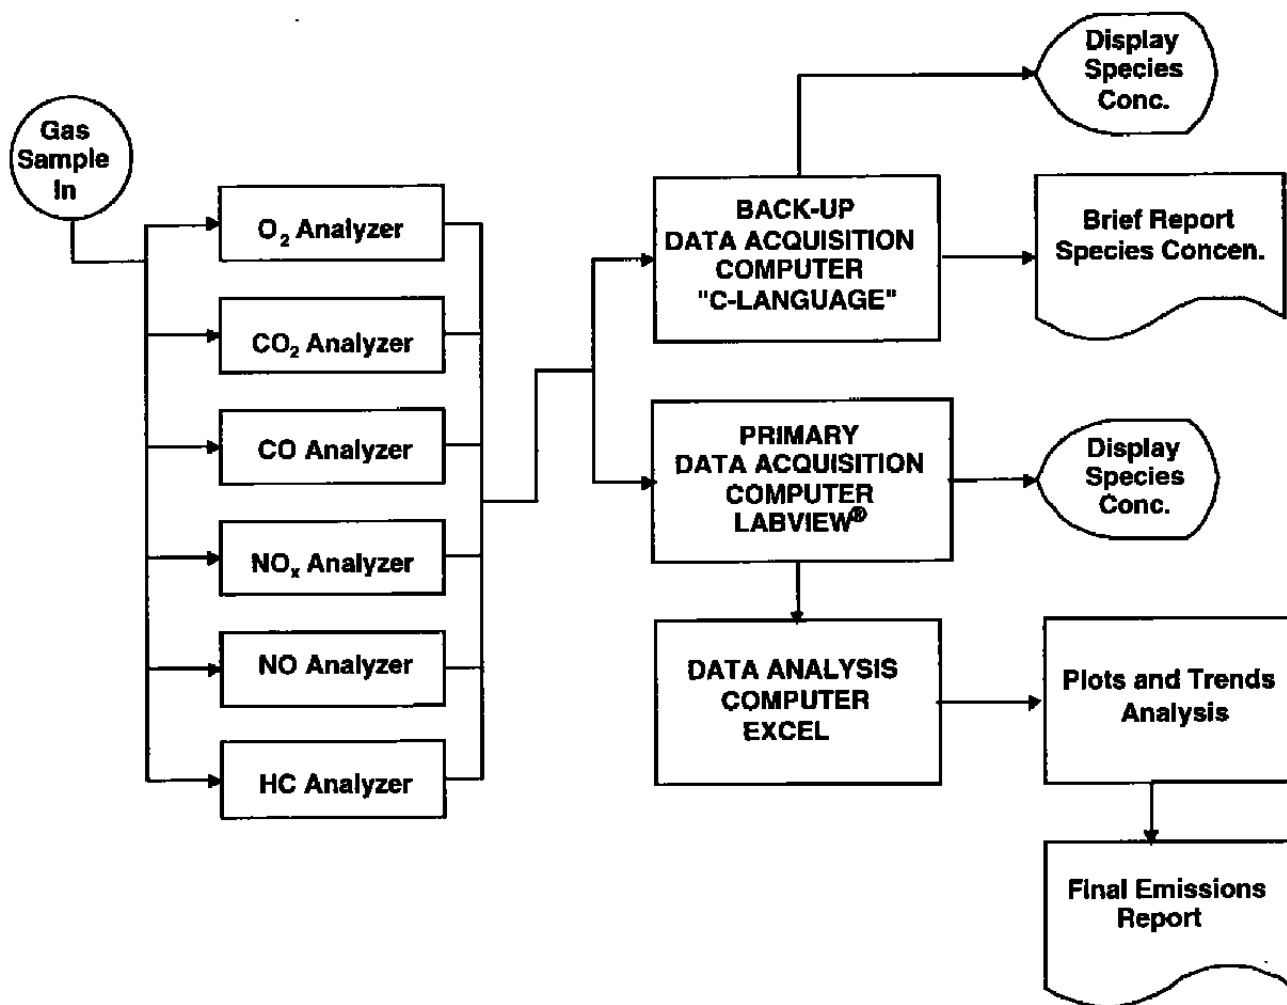 Gas
Sample
In
O₂ Analyzer
CO₂ Analyzer
CO Analyzer
NOₓ Analyzer
NO Analyzer
HC Analyzer
BACK-UP
DATA ACQUISITION
COMPUTER
"C-LANGUAGE"
Display
Species
Conc.
Brief Report
Species Concen.
PRIMARY
DATA ACQUISITION
COMPUTER
LABVIEW®
Display
Species
Conc.
DATA ANALYSIS
COMPUTER
EXCEL
Plots and Trends
Analysis
Final Emissions
Report